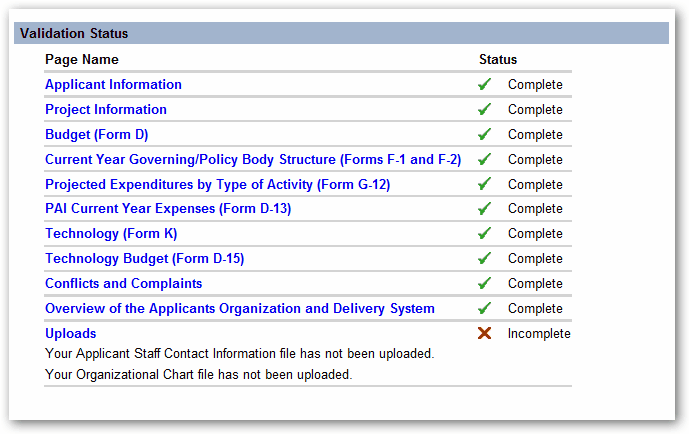 Validation Status
Page Name Status
Applicant Information Complete
Project Information Complete
Budget (Form D) Complete
Current Year Governing/Policy Body Structure (Forms F-1 and F-2) Complete
Projected Expenditures by Type of Activity (Form G-12) Complete
PAI Current Year Expenses (Form D-13) Complete
Technology (Form K) Complete
Technology Budget (Form D-15) Complete
Conflicts and Complaints Complete
Overview of the Applicants Organization and Delivery System Complete
Uploads Incomplete
Your Applicant Staff Contact Information file has not been uploaded.
Your Organizational Chart file has not been uploaded.